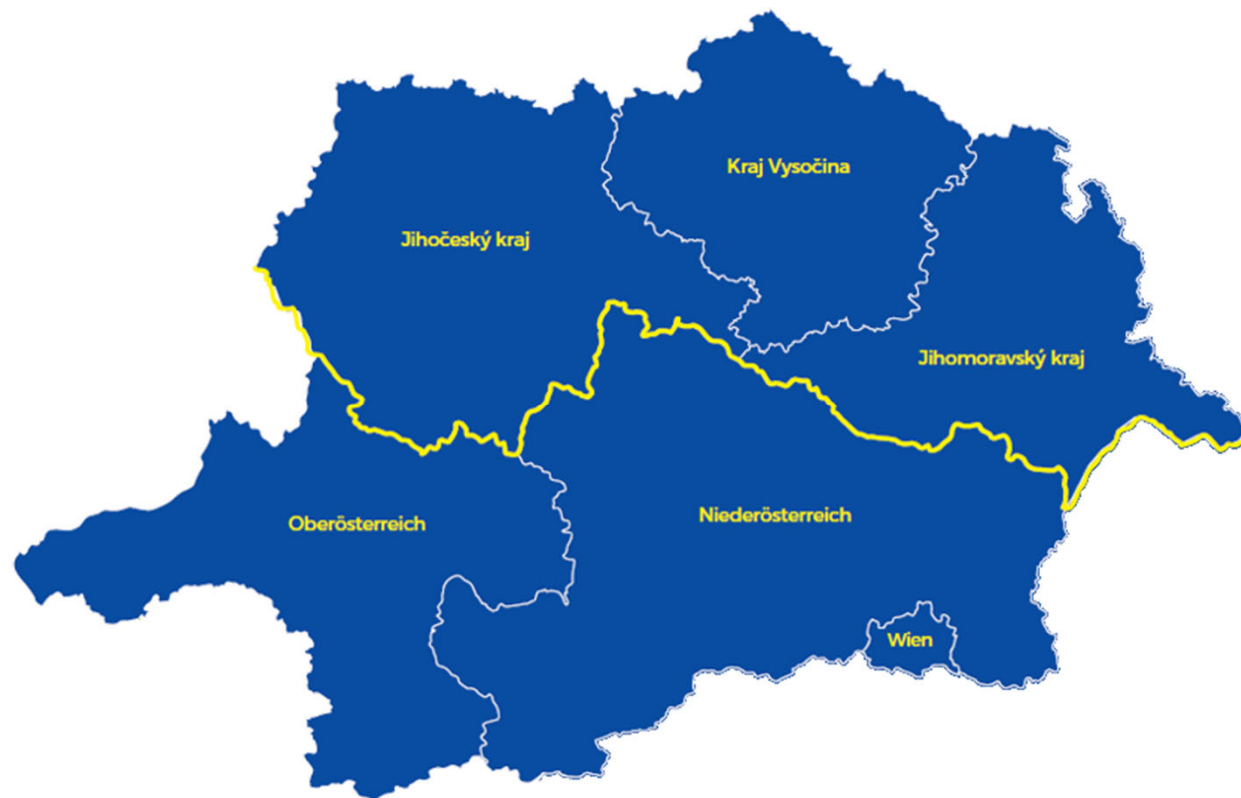 Kraj Vysočina
Jihočeský kraj
Jihomoravský kraj
Oberösterreich
Niederösterreich
Wien